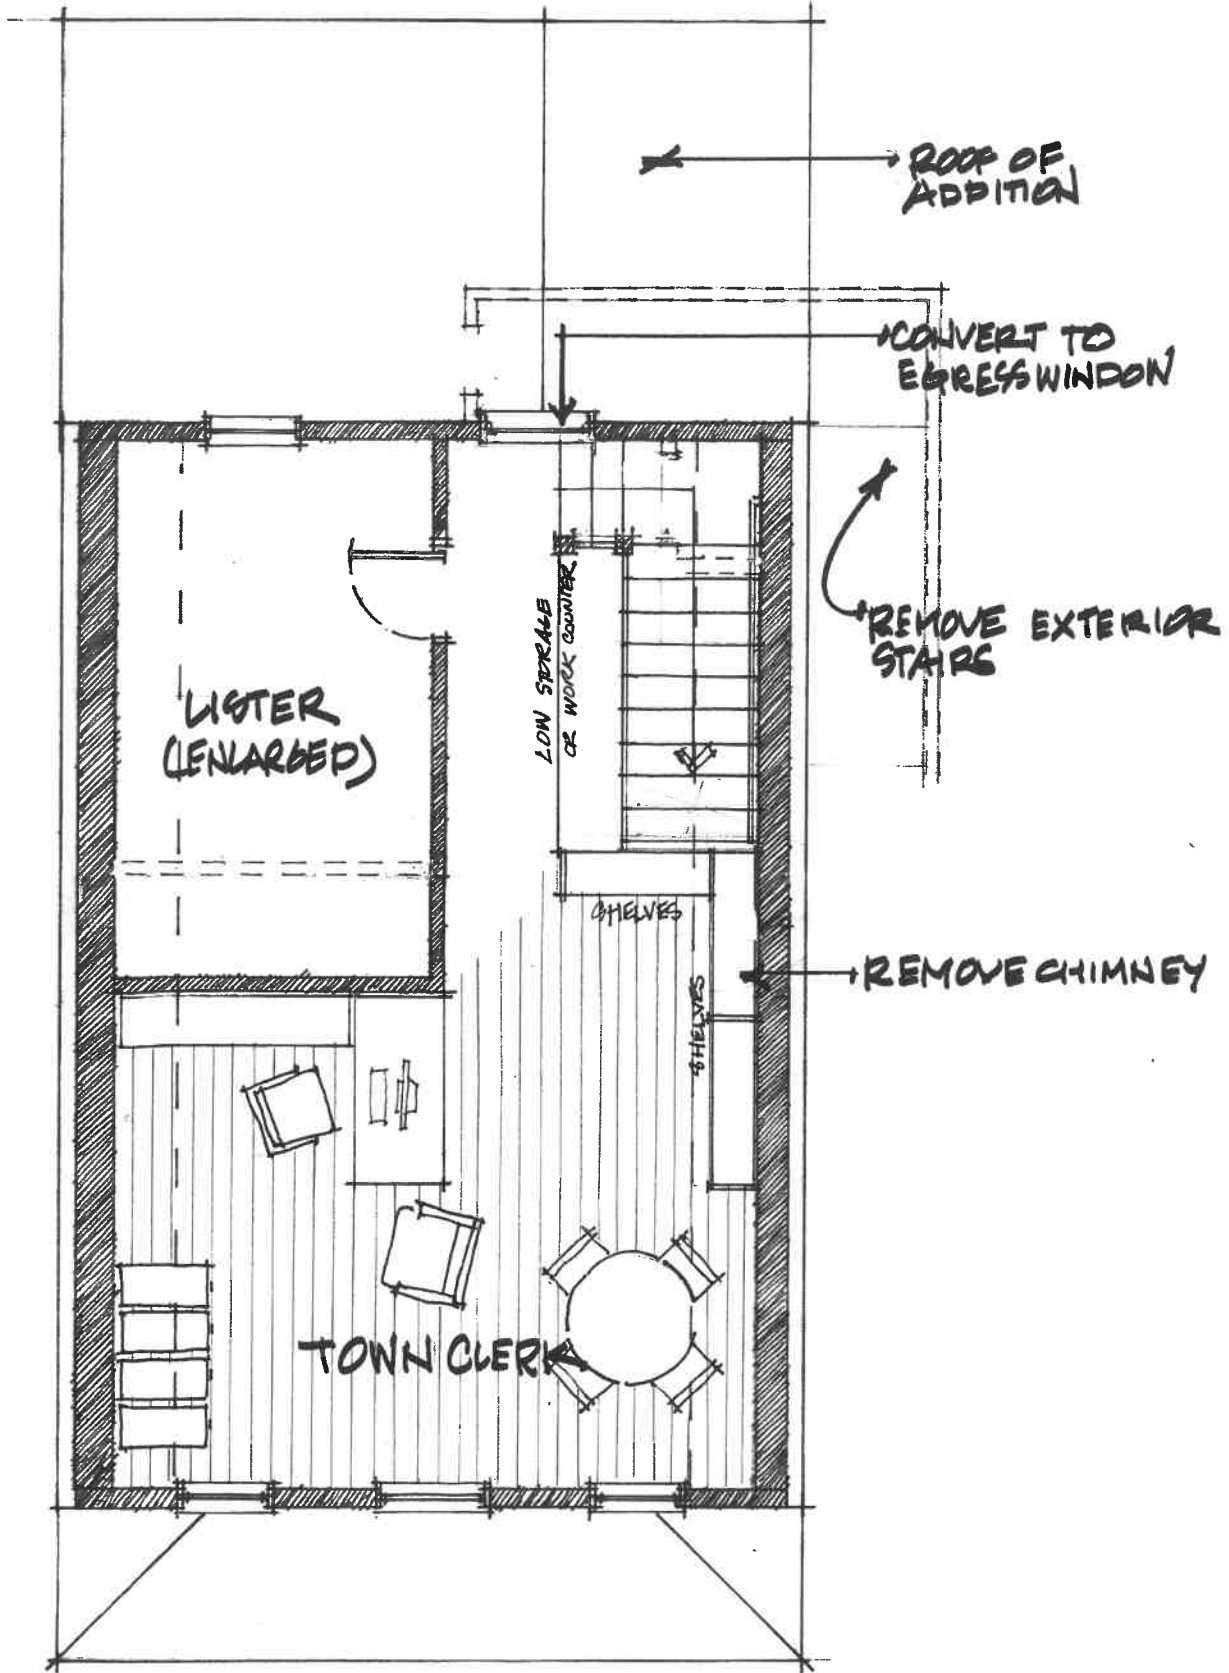 ROOF OF
ADDITION
CONVERT TO
EGRESS WINDOW
REMOVE EXTERIOR
STAIRS
LOW STORAGE
OR WORK COUNTER
LISTER
(ENLARGED)
SHELVES
REMOVE CHIMNEY
SHELVES
TOWN CLERK